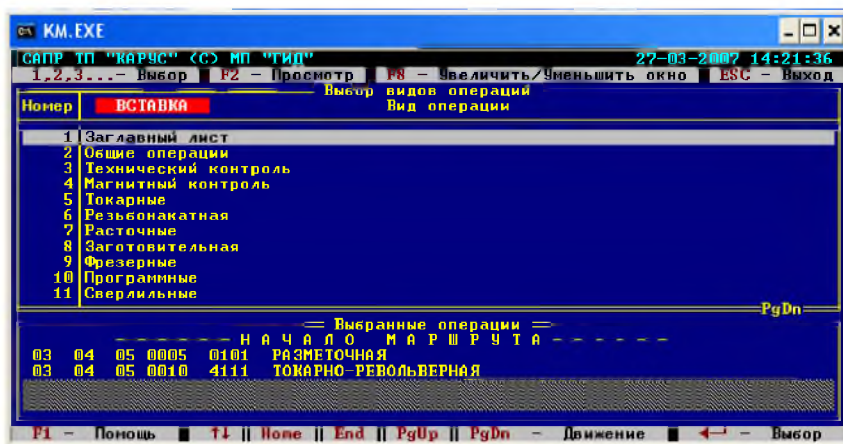 KM.EXE
САПР ТП "КАРУС" (С) МП "ГИД" 27-03-2007 14:21:36
1,2,3...- Выбор F2 - Просмотр F8 - Увеличить/Уменьшить окно ESC - Выход
Выбор видов операций
Номер ВСТАВКА Вид операции
1 Заглавный лист
2 Общие операции
3 Технический контроль
4 Магнитный контроль
5 Токарные
6 Резьбонакатная
7 Расточные
8 Заготовительная
9 Фрезерные
10 Программные
11 Сверлильные
PgDn
Выбранные операции
- - - - - - Н А Ч А Л О М А Р Ш Р У Т А - - - - - -
03 04 05 0005 0101 РАЗМЕТОЧНАЯ
03 04 05 0010 4111 ТОКАРНО-РЕВОЛЬВЕРНАЯ
F1 - Помощь ↑↓ || Home || End || PgUp || PgDn - Движение ←┘ - Выбор